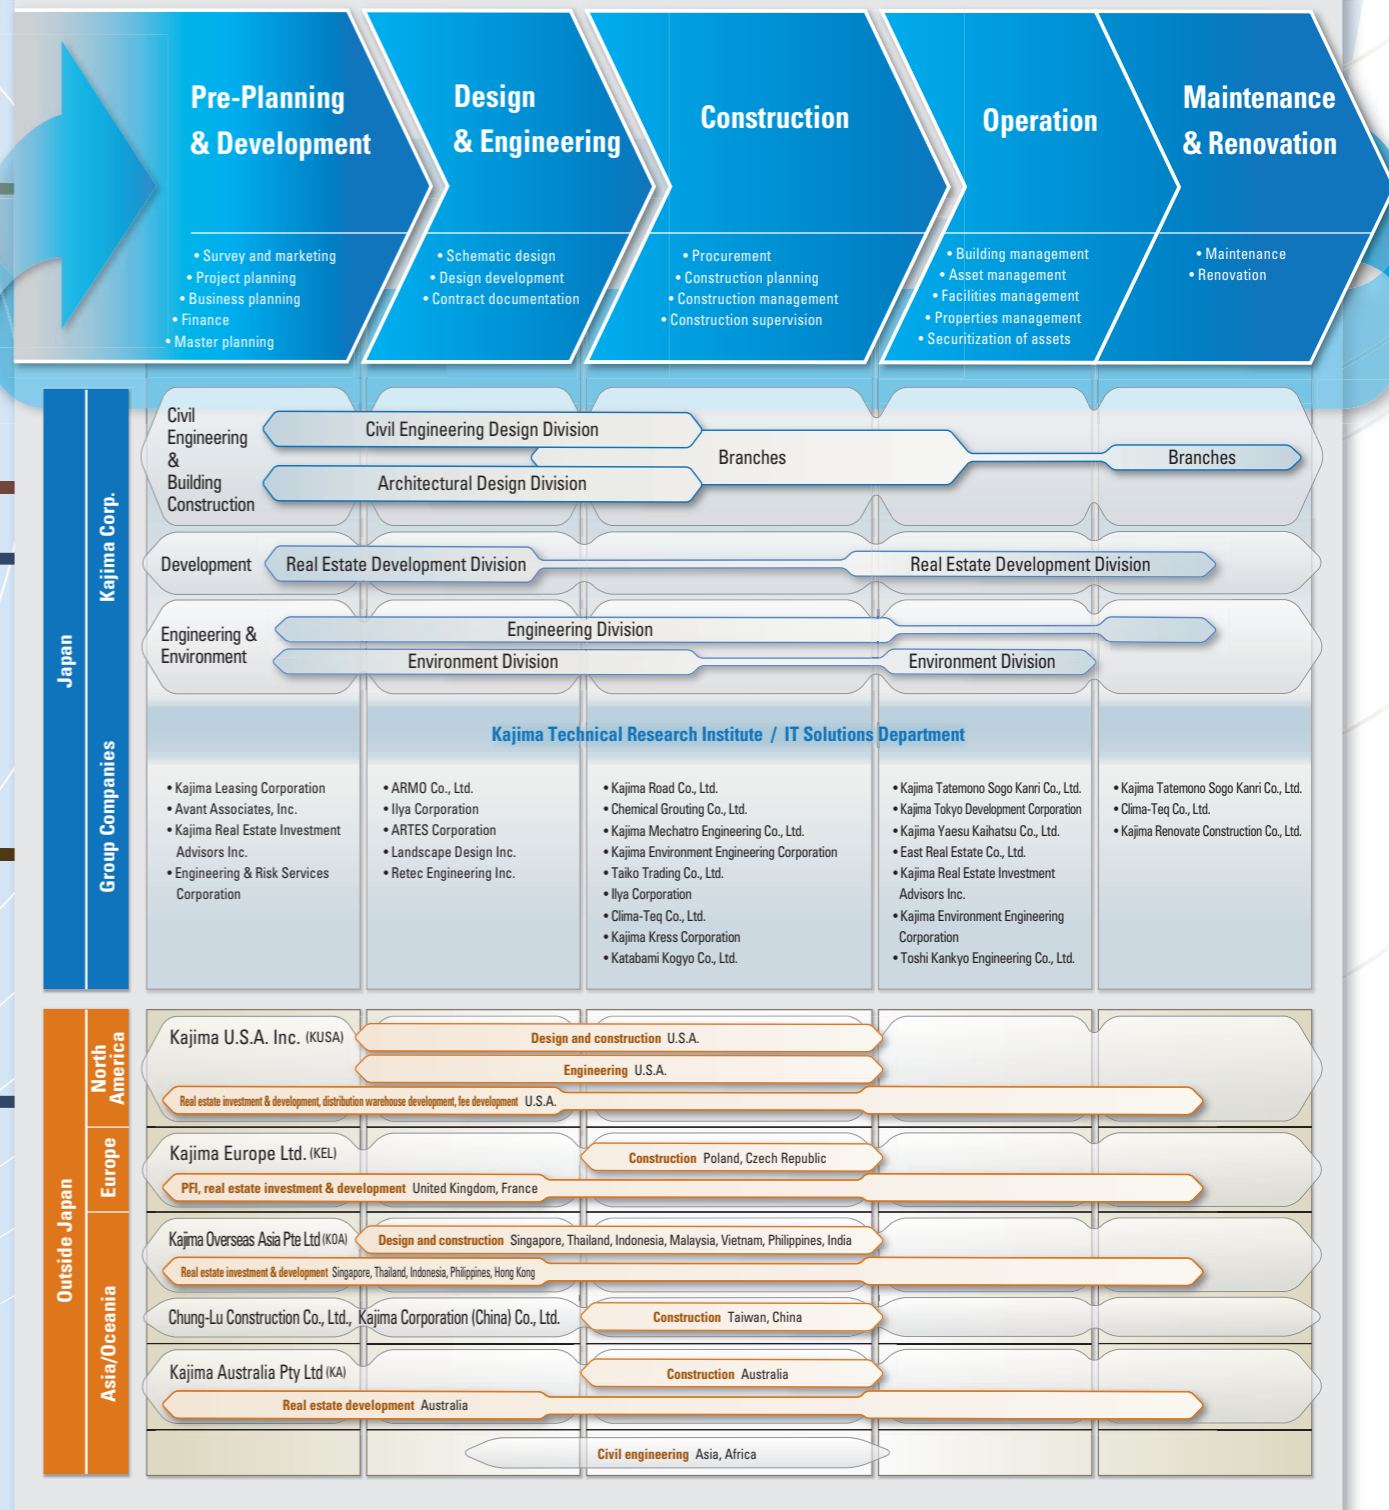 Pre-Planning
& Development
• Survey and marketing
• Project planning
• Business planning
• Finance
• Master planning
Design
& Engineering
• Schematic design
• Design development
• Contract documentation
Construction
• Procurement
• Construction planning
• Construction management
• Construction supervision
Operation
• Building management
• Asset management
• Facilities management
• Properties management
• Securitization of assets
Maintenance
& Renovation
• Maintenance
• Renovation
Japan
Kajima Corp.
Civil
Engineering
&
Building
Construction
Civil Engineering Design Division
Architectural Design Division
Branches
Branches
Development
Real Estate Development Division
Real Estate Development Division
Engineering &
Environment
Engineering Division
Environment Division
Environment Division
Kajima Technical Research Institute / IT Solutions Department
Group Companies
• Kajima Leasing Corporation
• Avant Associates, Inc.
• Kajima Real Estate Investment
Advisors Inc.
• Engineering & Risk Services
Corporation
• ARMO Co., Ltd.
• Ilya Corporation
• ARTES Corporation
• Landscape Design Inc.
• Retec Engineering Inc.
• Kajima Road Co., Ltd.
• Chemical Grouting Co., Ltd.
• Kajima Mechatro Engineering Co., Ltd.
• Kajima Environment Engineering Corporation
• Taiko Trading Co., Ltd.
• Ilya Corporation
• Clima-Teq Co., Ltd.
• Kajima Kress Corporation
• Katabami Kogyo Co., Ltd.
• Kajima Tatemono Sogo Kanri Co., Ltd.
• Kajima Tokyo Development Corporation
• Kajima Yaesu Kaihatsu Co., Ltd.
• East Real Estate Co., Ltd.
• Kajima Real Estate Investment
Advisors Inc.
• Kajima Environment Engineering
Corporation
• Toshi Kankyo Engineering Co., Ltd.
• Kajima Tatemono Sogo Kanri Co., Ltd.
• Clima-Teq Co., Ltd.
• Kajima Renovate Construction Co., Ltd.
Outside Japan
North
America
Kajima U.S.A. Inc. (KUSA)
Design and construction U.S.A.
Engineering U.S.A.
Real estate investment & development, distribution warehouse development, fee development U.S.A.
Europe
Kajima Europe Ltd. (KEL)
Construction Poland, Czech Republic
PFI, real estate investment & development United Kingdom, France
Asia/Oceania
Kajima Overseas Asia Pte Ltd (KOA)
Design and construction Singapore, Thailand, Indonesia, Malaysia, Vietnam, Philippines, India
Real estate investment & development Singapore, Thailand, Indonesia, Philippines, Hong Kong
Chung-Lu Construction Co., Ltd., Kajima Corporation (China) Co., Ltd.
Construction Taiwan, China
Kajima Australia Pty Ltd (KA)
Construction Australia
Real estate development Australia
Civil engineering Asia, Africa